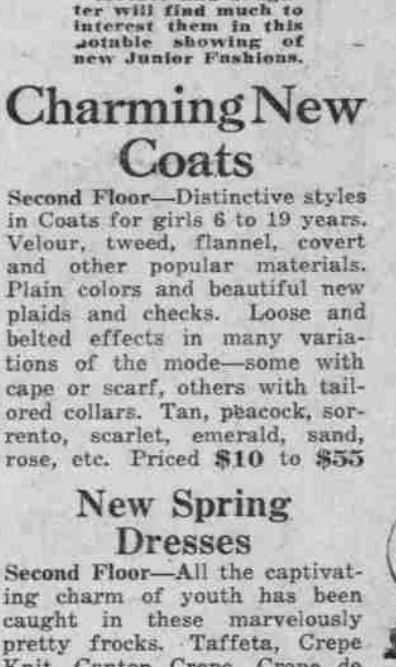 ter will find much to
interest them in this
notable showing of
new Junior Fashions.
Charming New
Coats
Second Floor—Distinctive styles
in Coats for girls 6 to 19 years.
Velour, tweed, flannel, covert
and other popular materials.
Plain colors and beautiful new
plaids and checks. Loose and
belted effects in many varia-
tions of the mode—some with
cape or scarf, others with tail-
ored collars. Tan, peacock, sor-
rento, scarlet, emerald, sand,
rose, etc. Priced $10 to $55
New Spring
Dresses
Second Floor—All the captivat-
ing charm of youth has been
caught in these marvelously
pretty frocks. Taffeta, Crepe
Knit, Canton Crepe,